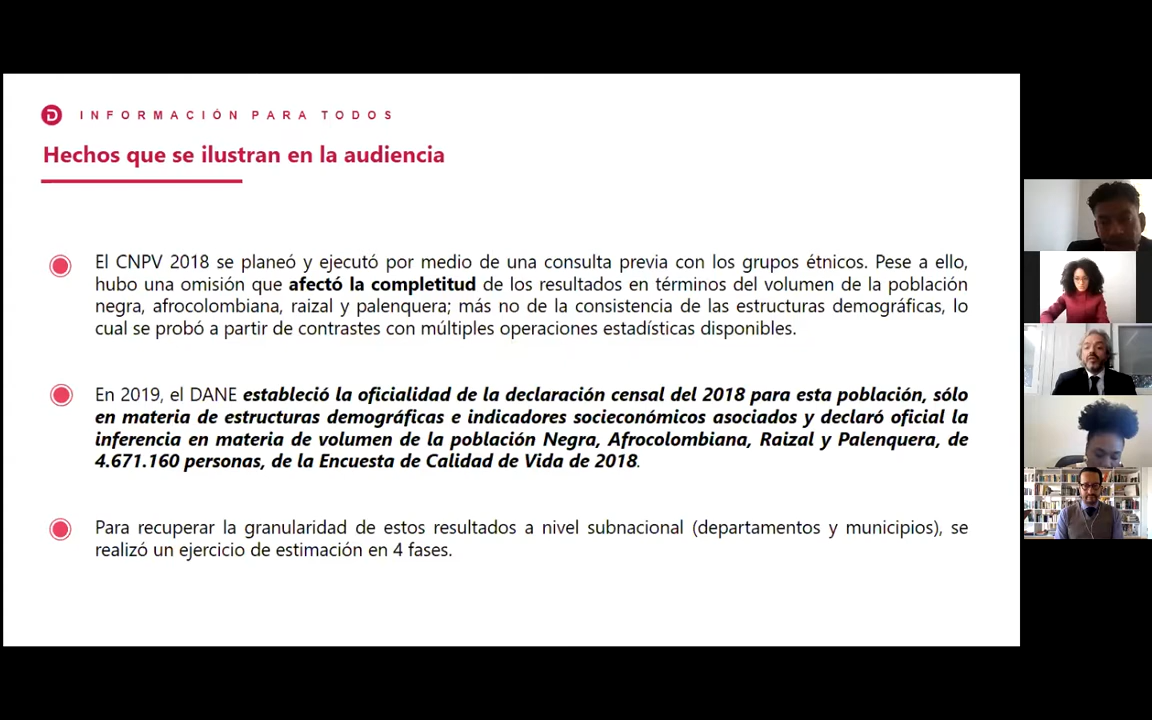 INFORMACIÓN PARA TODOS
Hechos que se ilustran en la audiencia
El CNPV 2018 se planeó y ejecutó por medio de una consulta previa con los grupos étnicos. Pese a ello,
hubo una omisión que afectó la completitud de los resultados en términos del volumen de la población
negra, afrocolombiana, raizal y palenquera; más no de la consistencia de las estructuras demográficas, lo
cual se probó a partir de contrastes con múltiples operaciones estadísticas disponibles.
En 2019, el DANE estableció la oficialidad de la declaración censal del 2018 para esta población, sólo
en materia de estructuras demográficas e indicadores socieconómicos asociados y declaró oficial la
inferencia en materia de volumen de la población Negra, Afrocolombiana, Raizal y Palenquera, de
4.671.160 personas, de la Encuesta de Calidad de Vida de 2018.
Para recuperar la granularidad de estos resultados a nivel subnacional (departamentos y municipios), se
realizó un ejercicio de estimación en 4 fases.